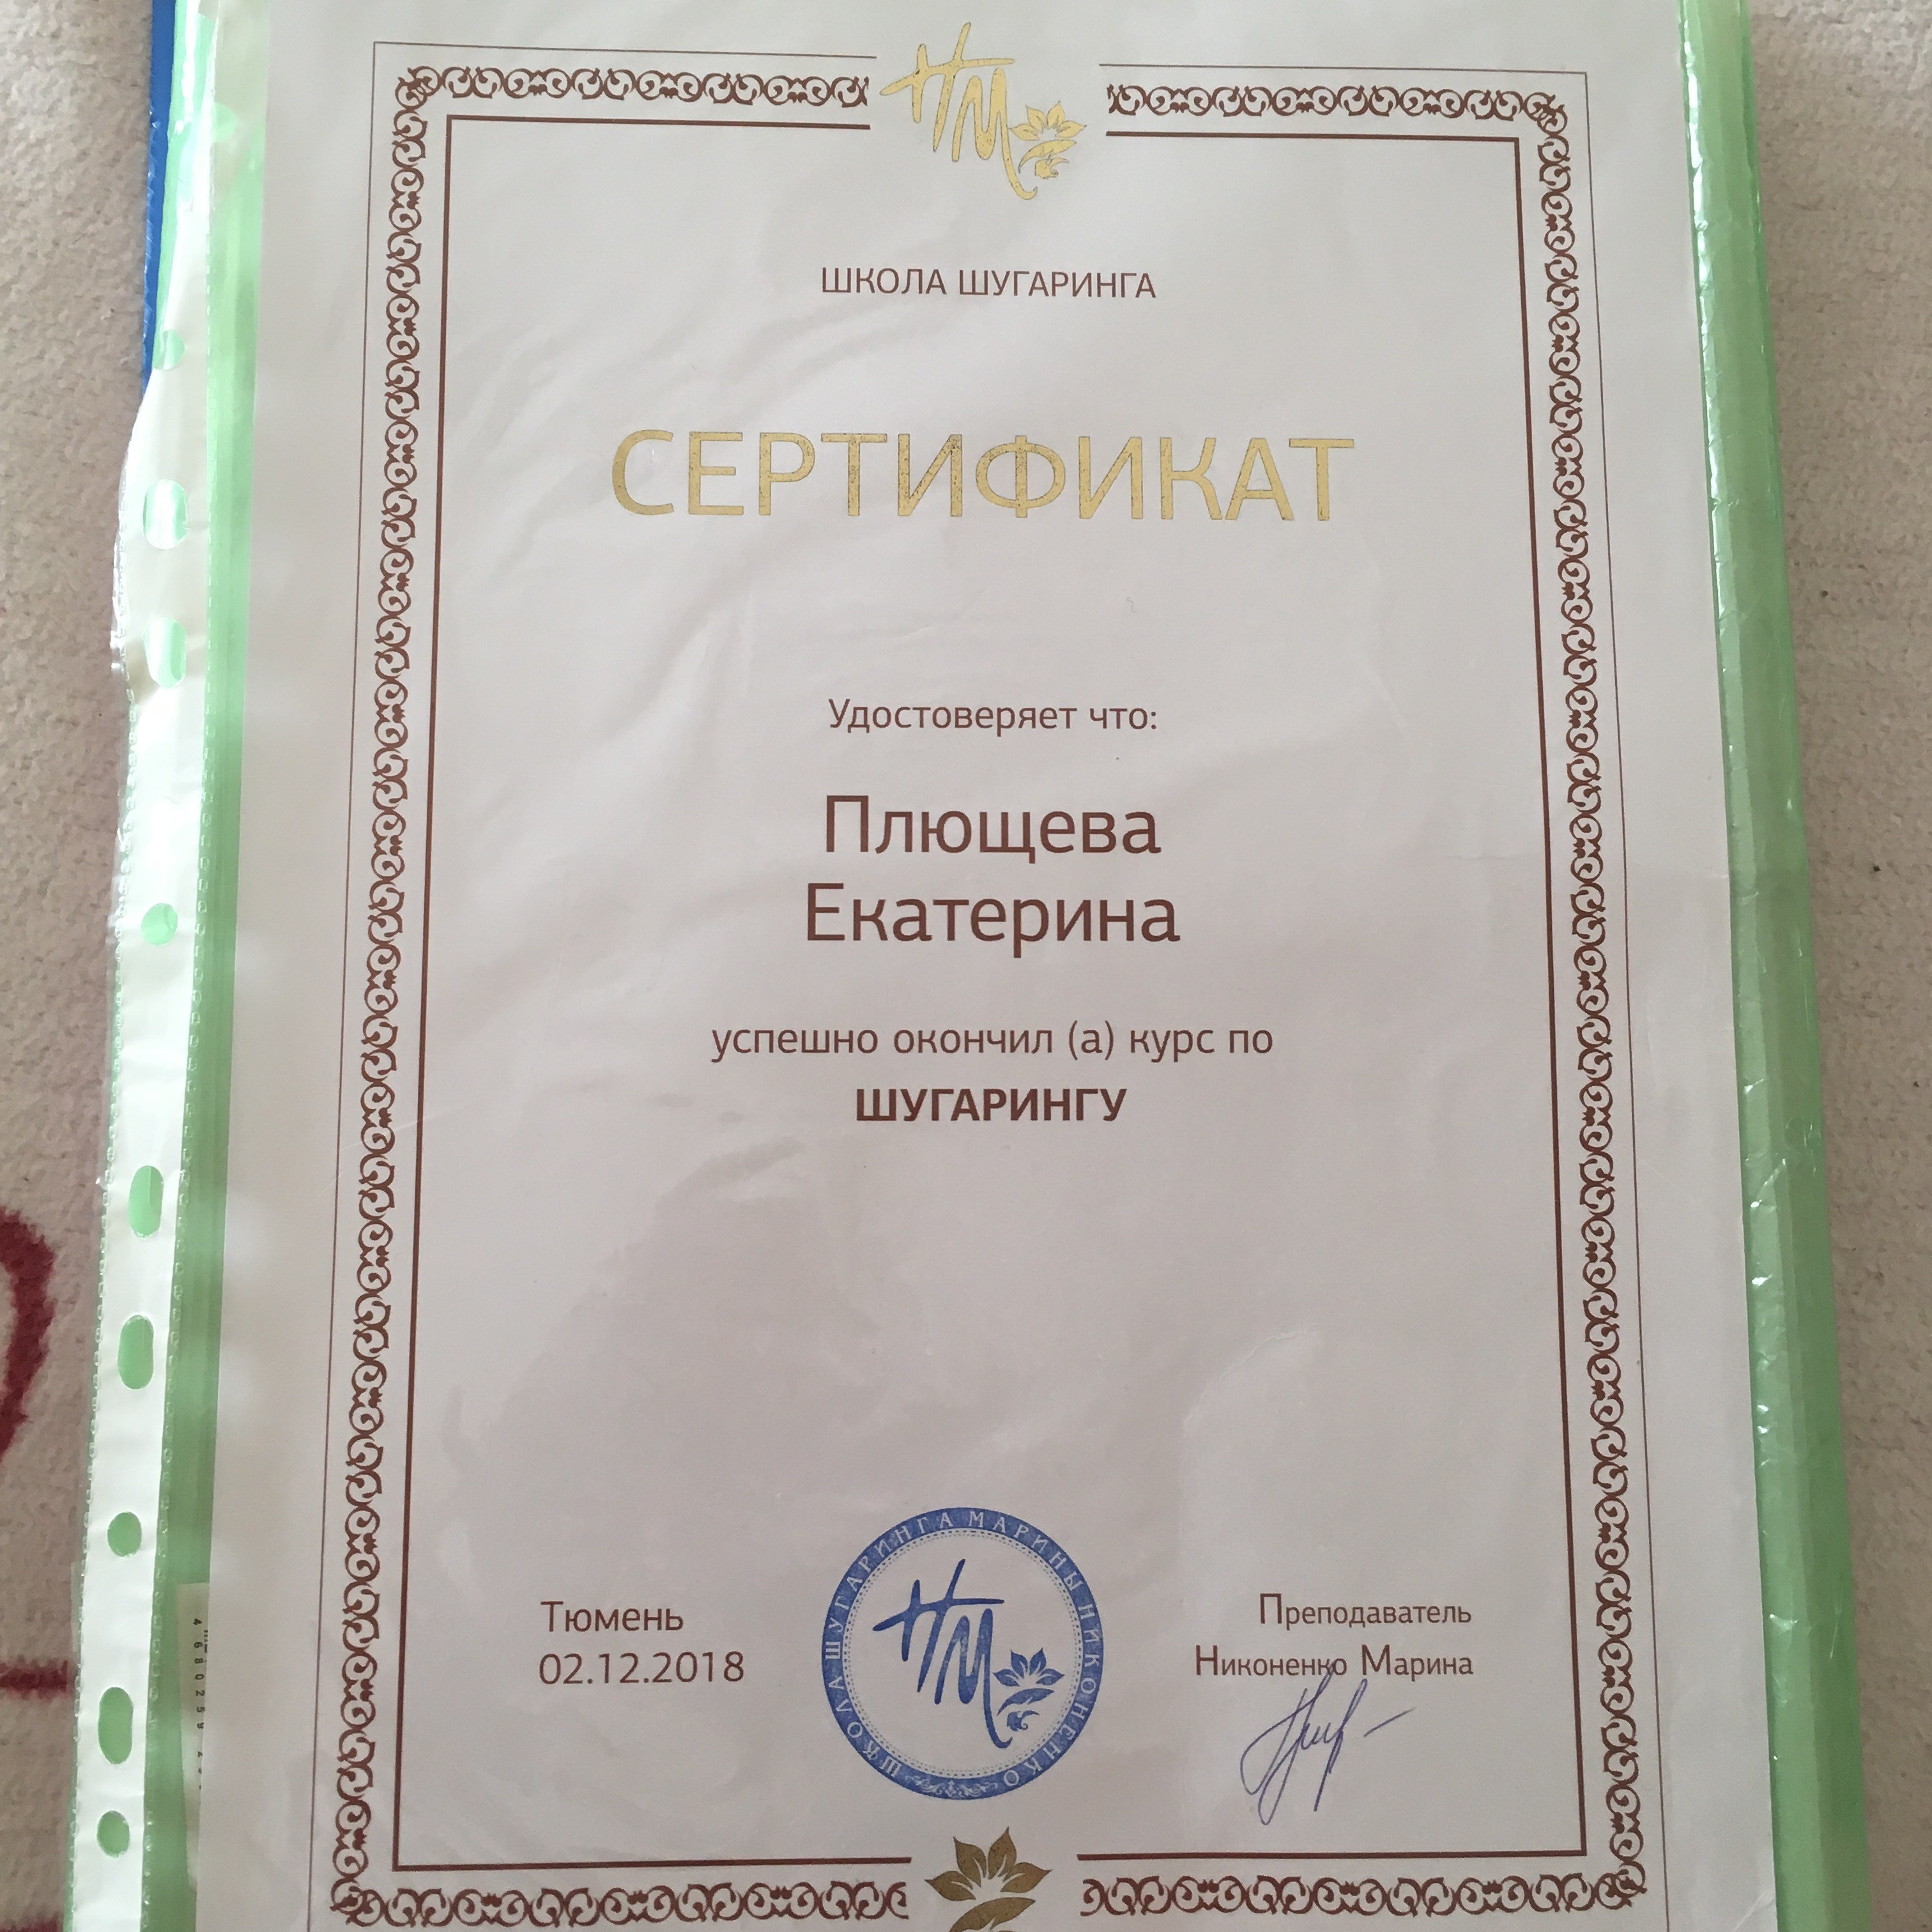 НМ
ШКОЛА ШУГАРИНГА
СЕРТИФИКАТ
Удостоверяет что:
Плющева
Екатерина
успешно окончил (а) курс по
ШУГАРИНГУ
Тюмень
02.12.2018
ШКОЛА ШУГАРИНГА МАРИНЫ НИКОНЕНКО
НМ
Преподаватель
Никоненко Марина